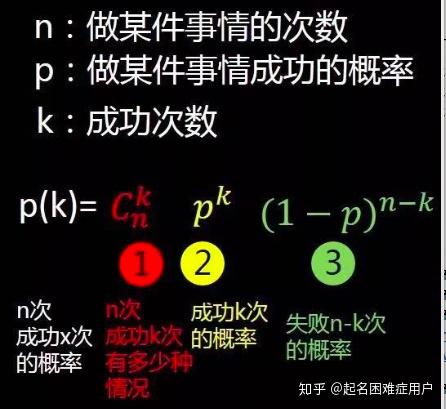 n：做某件事情的次数
p：做某件事情成功的概率
k：成功次数
p(k)= C_n^k p^k (1 − p)^{n−k}
1 2 3
n次
成功x次
的概率
n次
成功k次
有多少种
情况
成功k次
的概率
失败n-k次
的概率
知乎 @起名困难症用户